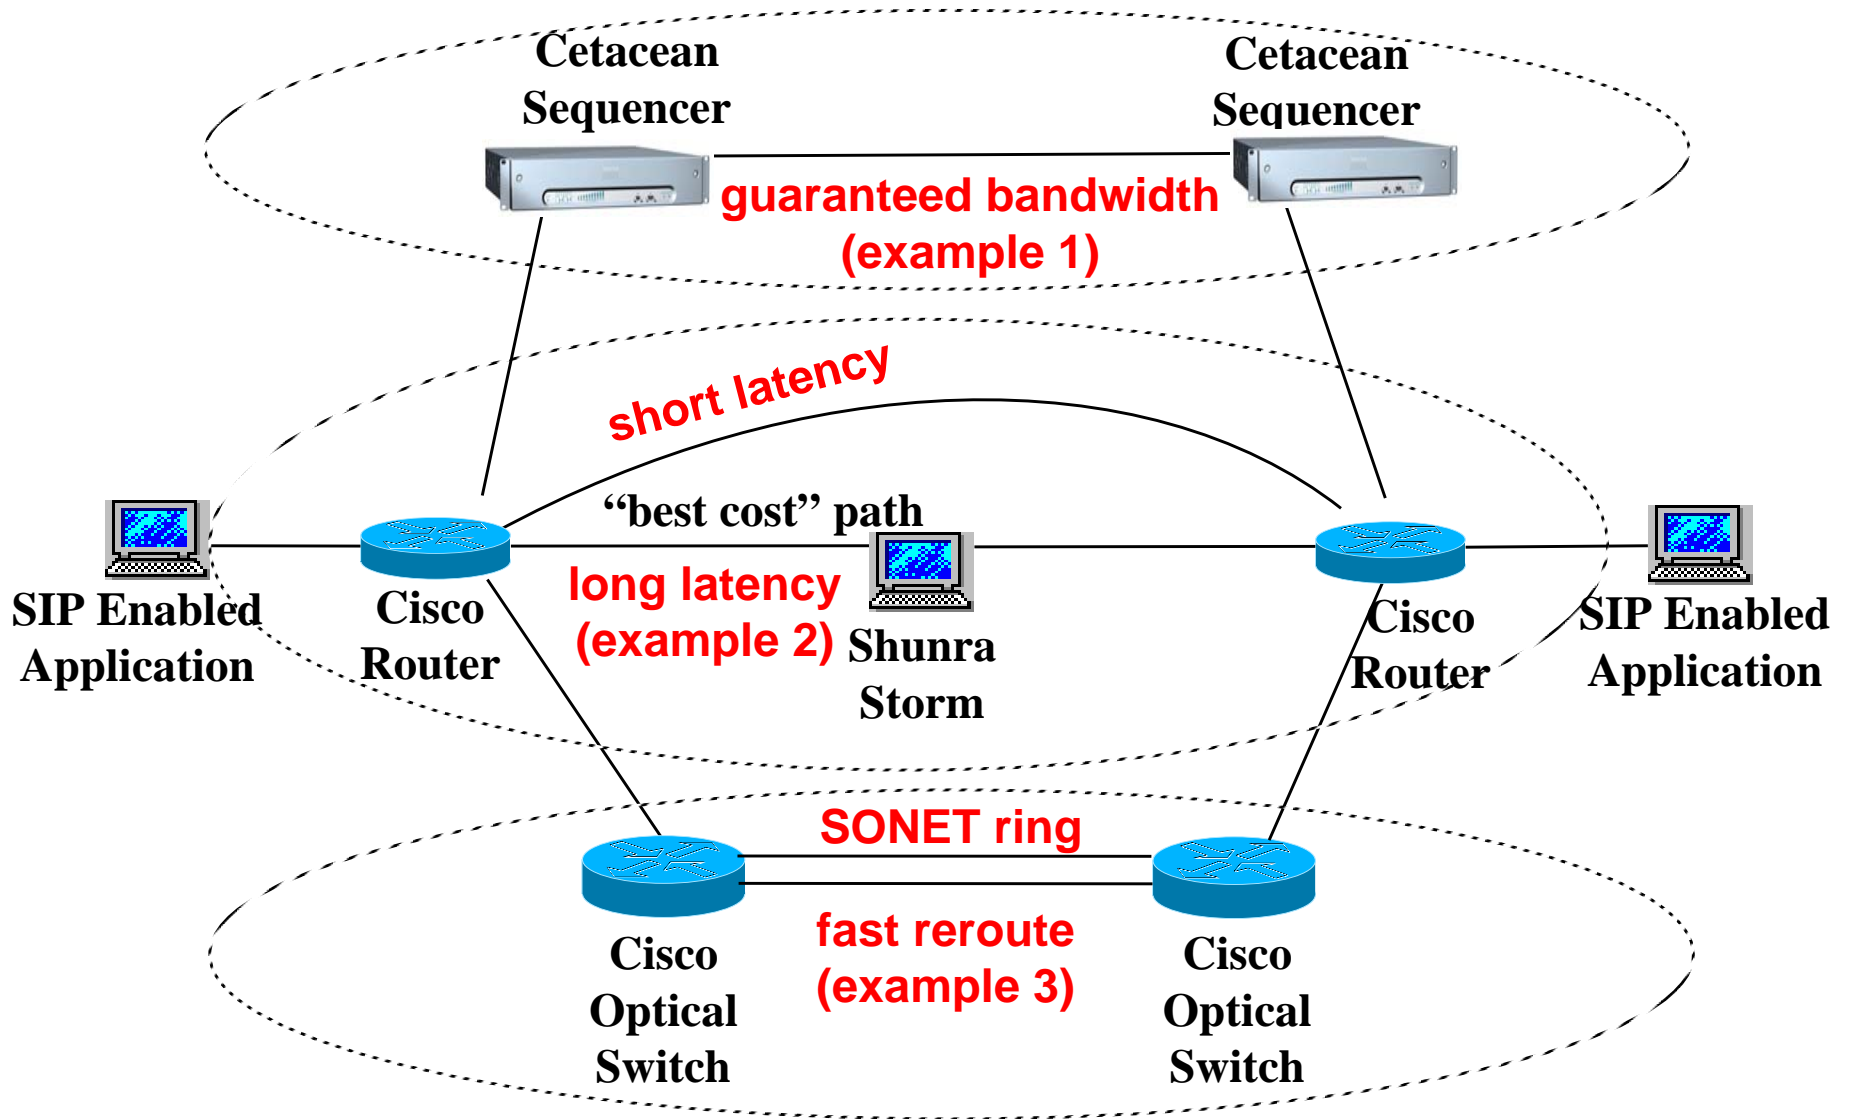 Cetacean
Sequencer
Cetacean
Sequencer
guaranteed bandwidth
(example 1)
short latency
“best cost” path
long latency
(example 2)
SIP Enabled
Application
Cisco
Router
Shunra
Storm
Cisco
Router
SIP Enabled
Application
SONET ring
fast reroute
(example 3)
Cisco
Optical
Switch
Cisco
Optical
Switch